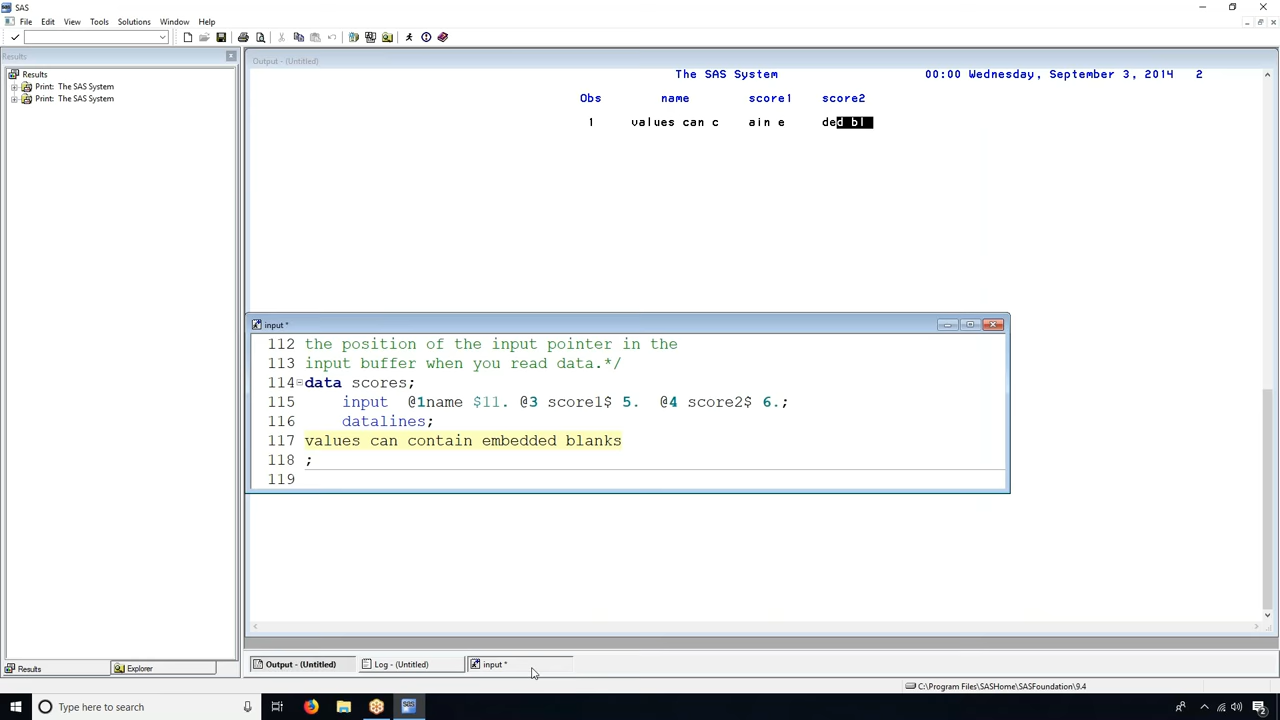 SAS
File Edit View Tools Solutions Window Help
Results
Output - (Untitled)
Results
Print: The SAS System
Print: The SAS System
The SAS System 00:00 Wednesday, September 3, 2014 2
Obs name score1 score2
1 values can c ain e ded bl
input *
112 the position of the input pointer in the
113 input buffer when you read data.*/
114 data scores;
115 input @1name $11. @3 score1$ 5. @4 score2$ 6.;
116 datalines;
117 values can contain embedded blanks
118 ;
119
Results Explorer
Output - (Untitled) Log - (Untitled) input *
C:\Program Files\SASHome\SASFoundation\9.4
Type here to search